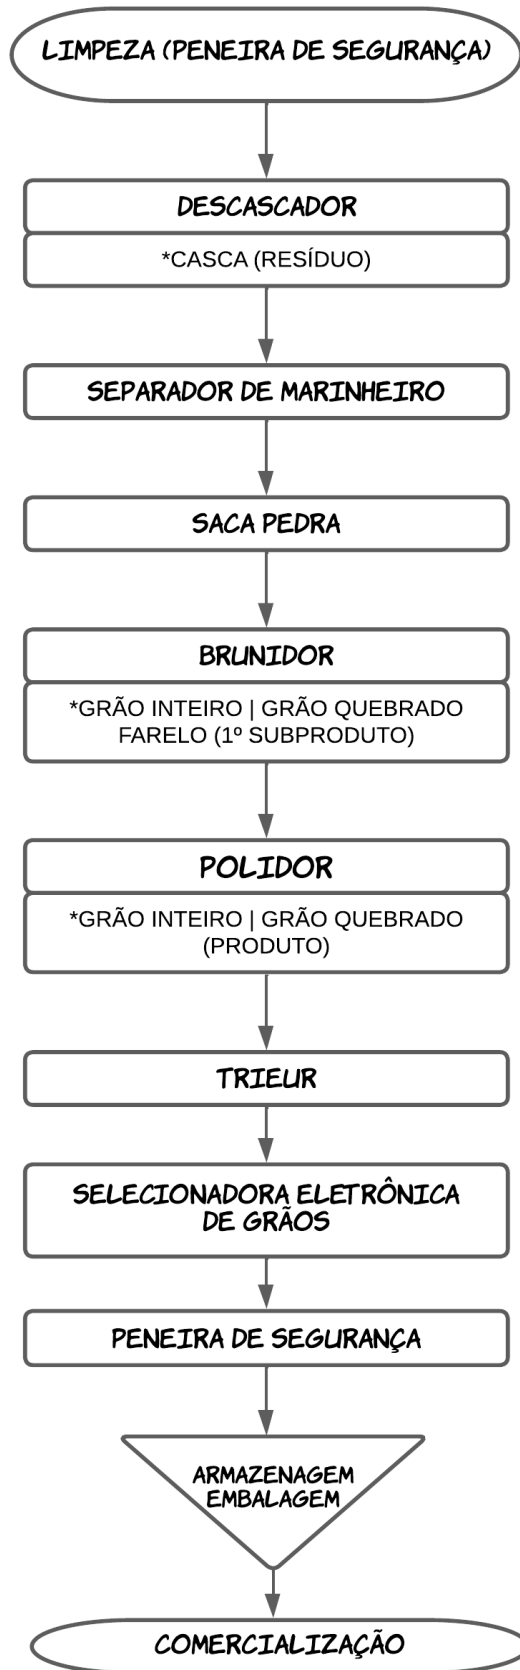 LIMPEZA (PENEIRA DE SEGURANÇA)
DESCASCADOR
*CASCA (RESÍDUO)
SEPARADOR DE MARINHEIRO
SACA PEDRA
BRUNIDOR
*GRÃO INTEIRO | GRÃO QUEBRADO
FARELO (1º SUBPRODUTO)
POLIDOR
*GRÃO INTEIRO | GRÃO QUEBRADO
(PRODUTO)
TRIEUR
SELECIONADORA ELETRÔNICA
DE GRÃOS
PENEIRA DE SEGURANÇA
ARMAZENAGEM
EMBALAGEM
COMERCIALIZAÇÃO